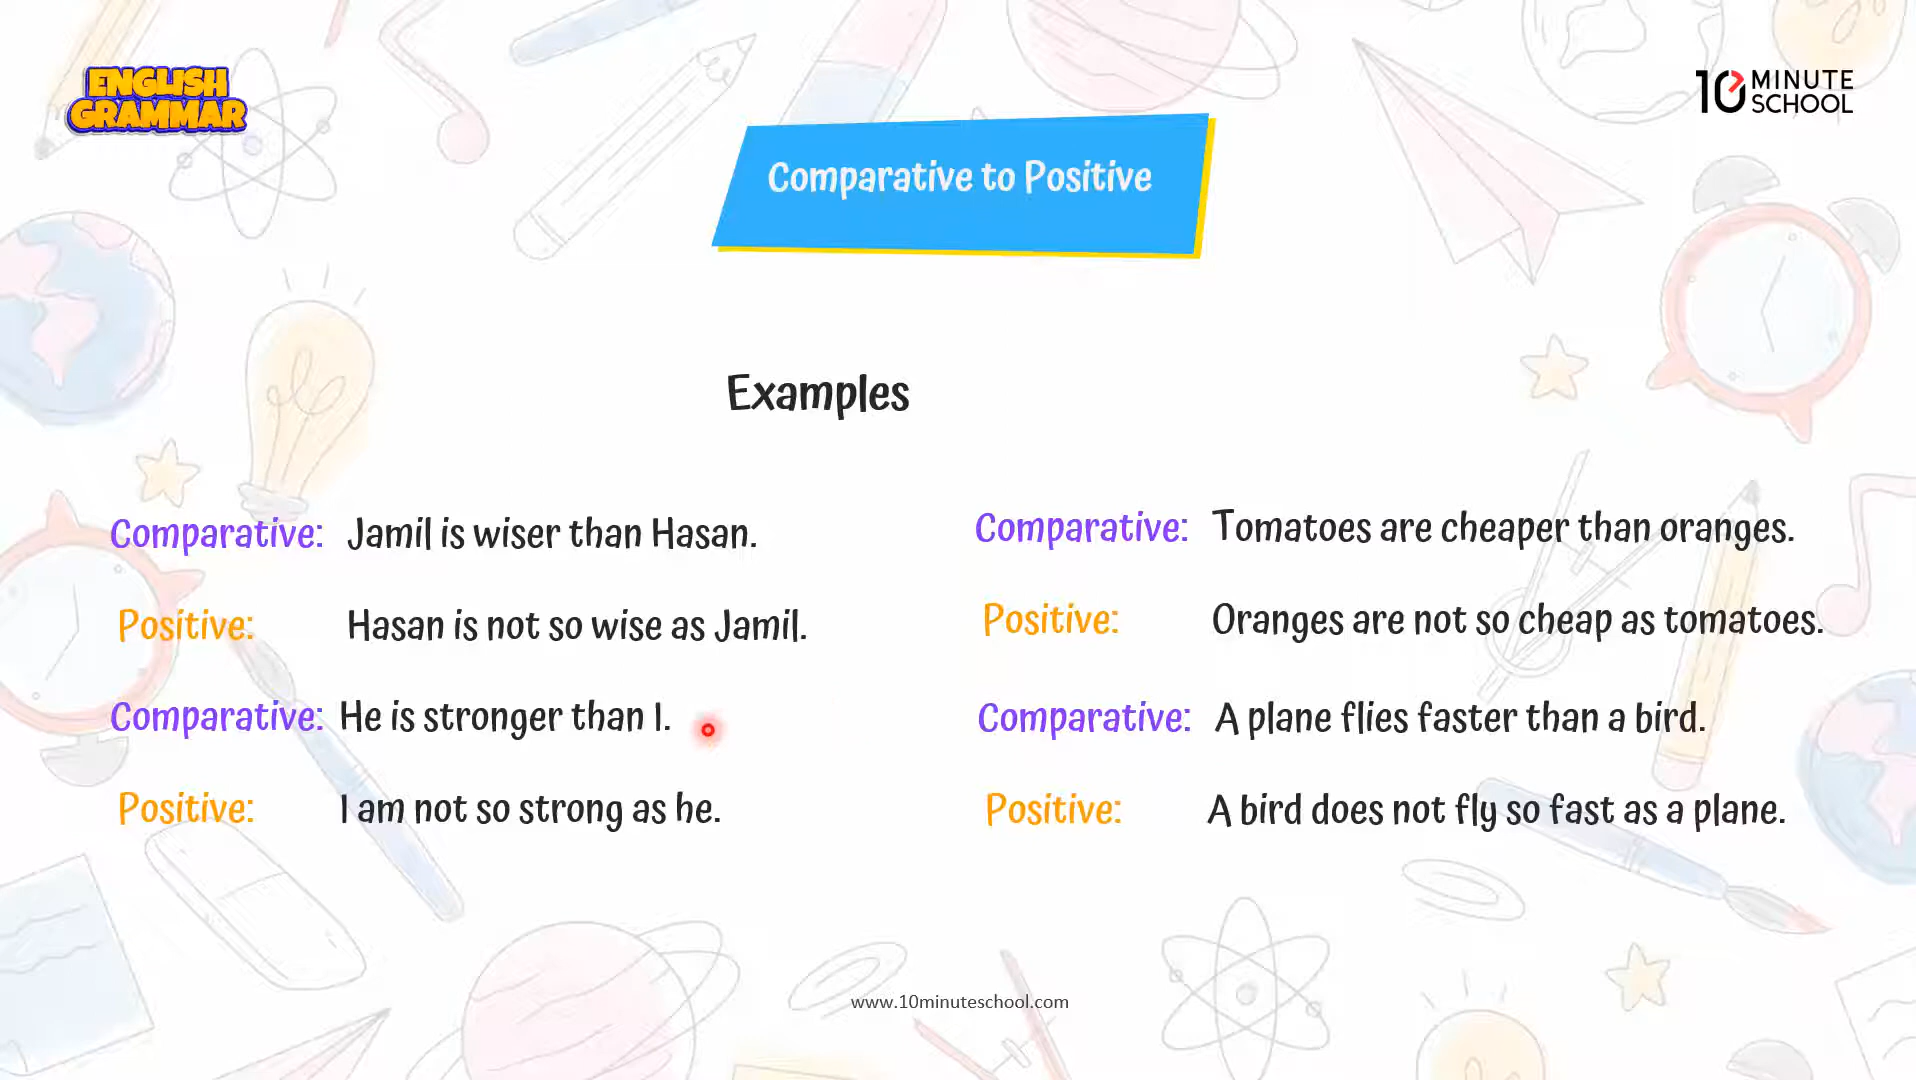 ENGLISH
GRAMMAR
10 MINUTE
SCHOOL
Comparative to Positive
Examples
Comparative: Jamil is wiser than Hasan.
Positive: Hasan is not so wise as Jamil.
Comparative: He is stronger than I.
Positive: I am not so strong as he.
Comparative: Tomatoes are cheaper than oranges.
Positive: Oranges are not so cheap as tomatoes.
Comparative: A plane flies faster than a bird.
Positive: A bird does not fly so fast as a plane.
www.10minuteschool.com